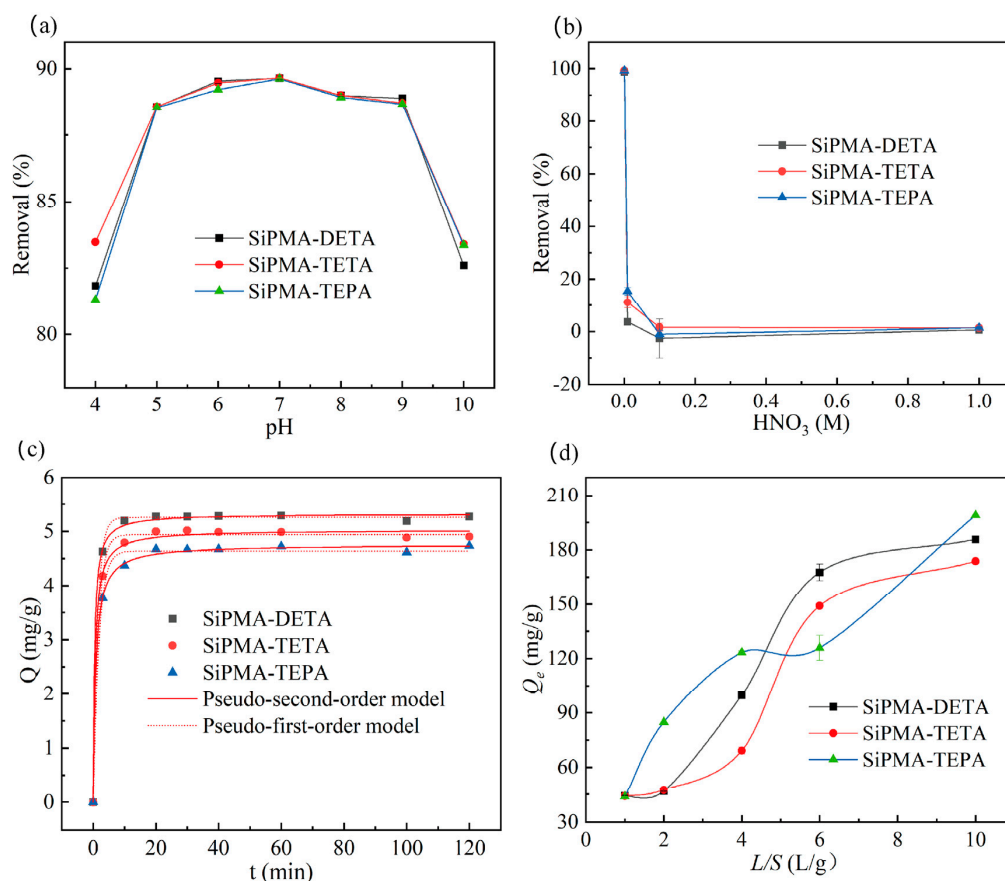 (a)
90
85
80
Removal (%)
SiPMA-DETA
SiPMA-TETA
SiPMA-TEPA
4 5 6 7 8 9 10
pH
(b)
100
80
60
40
20
0
-20
Removal (%)
SiPMA-DETA
SiPMA-TETA
SiPMA-TEPA
0.0 0.2 0.4 0.6 0.8 1.0
HNO₃ (M)
(c)
6
5
4
3
2
1
0
Q (mg/g)
SiPMA-DETA
SiPMA-TETA
SiPMA-TEPA
Pseudo-second-order model
Pseudo-first-order model
0 20 40 60 80 100 120
t (min)
(d)
210
180
150
120
90
60
30
Qₑ (mg/g)
SiPMA-DETA
SiPMA-TETA
SiPMA-TEPA
0 2 4 6 8 10
L/S (L/g)